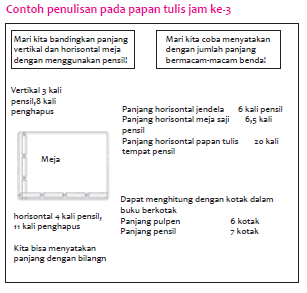 Contoh penulisan pada papan tulis jam ke-3
Mari kita bandingkan panjang
vertikal dan horisontal meja
dengan menggunakan pensil!
Mari kita coba menyatakan
dengan jumlah panjang
bermacam-macam benda!
Vertikal 3 kali
pensil,8 kali
penghapus
Meja
horisontal 4 kali pensil,
11 kali penghapus
Kita bisa menyatakan
panjang dengan bilangn
Panjang horisontal jendela 6 kali pensil
Panjang horisontal meja saji 6,5 kali
pensil
Panjang horisontal papan tulis 20 kali
tempat pensil
Dapat menghitung dengan kotak dalam
buku berkotak
Panjang pulpen 6 kotak
Panjang pensil 7 kotak